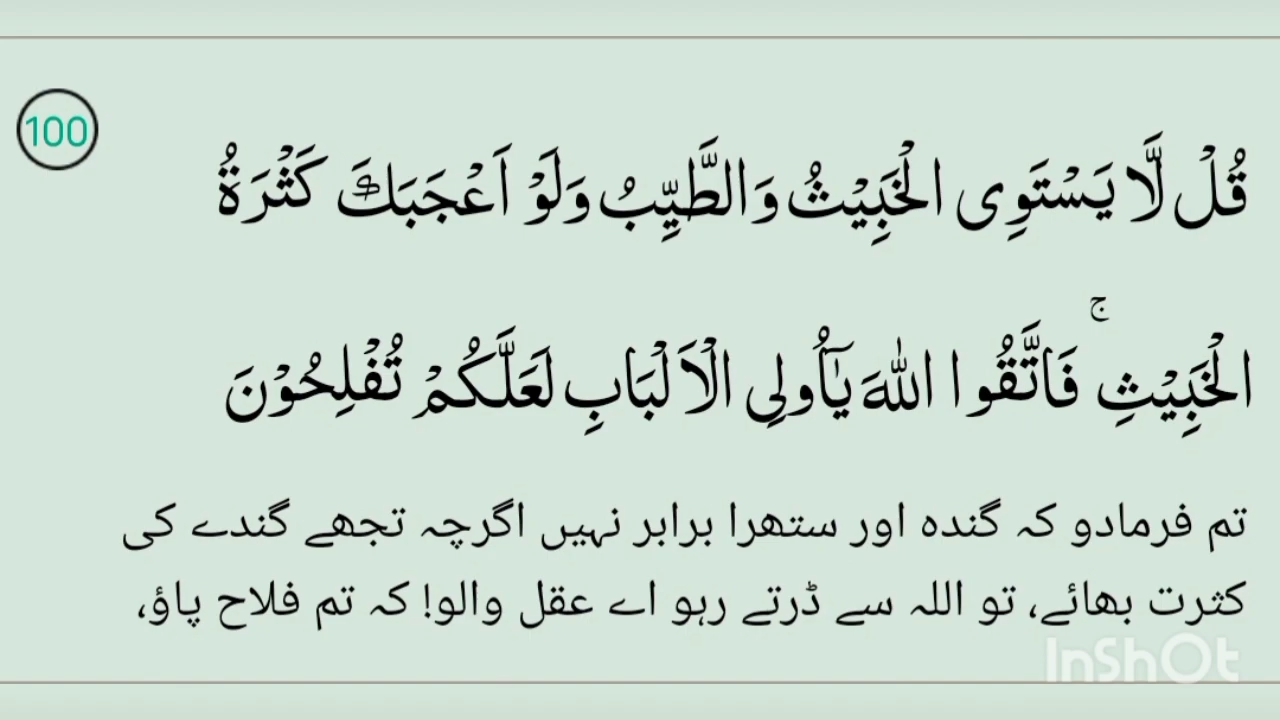 100
قُلْ لَّا يَسْتَوِی الْخَبِيْثُ وَالطَّيِّبُ وَلَوْ اَعْجَبَكَ كَثْرَةُ
الْخَبِيْثِ ۚ فَاتَّقُوا اللّٰهَ يٰٓاُولِی الْاَلْبَابِ لَعَلَّكُمْ تُفْلِحُوْنَ
تم فرمادو کہ گندہ اور ستھرا برابر نہیں اگرچہ تجھے گندے کی
کثرت بھائے، تو اللہ سے ڈرتے رہو اے عقل والو! کہ تم فلاح پاؤ،
InShOt